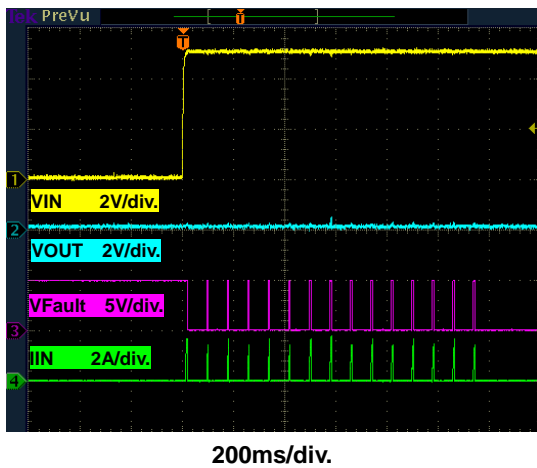 Tek PreVu
T
T
1
VIN 2V/div.
2
VOUT 2V/div.
VFault 5V/div.
3
IIN 2A/div.
4
200ms/div.